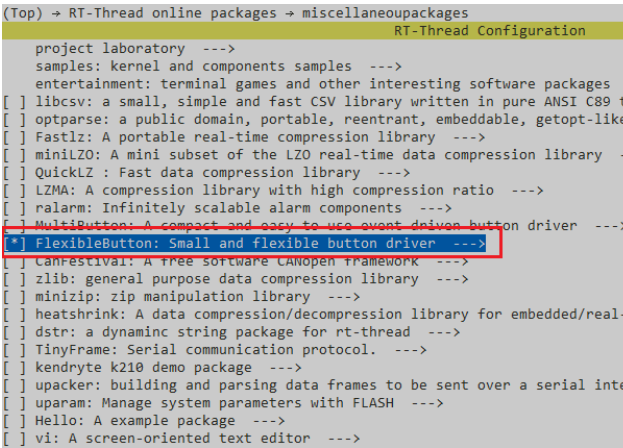 (Top) → RT-Thread online packages → miscellaneoupackages
RT-Thread Configuration
project laboratory --->
samples: kernel and components samples --->
entertainment: terminal games and other interesting software packages
[ ] libcsv: a small, simple and fast CSV library written in pure ANSI C89
[ ] optparse: a public domain, portable, reentrant, embeddable, getopt-like
[ ] Fastlz: A portable real-time compression library --->
[ ] miniLZO: A mini subset of the LZO real-time data compression library -
[ ] QuickLZ : Fast data compression library --->
[ ] LZMA: A compression library with high compression ratio --->
[ ] ralarm: Infinitely scalable alarm components --->
[ ] MultiButton: A compact and easy to use event driven button driver --->
[*] FlexibleButton: Small and flexible button driver --->
[ ] CanFestival: A free software CANopen framework --->
[ ] zlib: general purpose data compression library --->
[ ] minizip: zip manipulation library --->
[ ] heatshrink: A data compression/decompression library for embedded/real-
[ ] dstr: a dynaminc string package for rt-thread --->
[ ] TinyFrame: Serial communication protocol. --->
[ ] kendryte k210 demo package --->
[ ] upacker: building and parsing data frames to be sent over a serial inte
[ ] uparam: Manage system parameters with FLASH --->
[ ] Hello: A example package --->
[ ] vi: A screen-oriented text editor --->